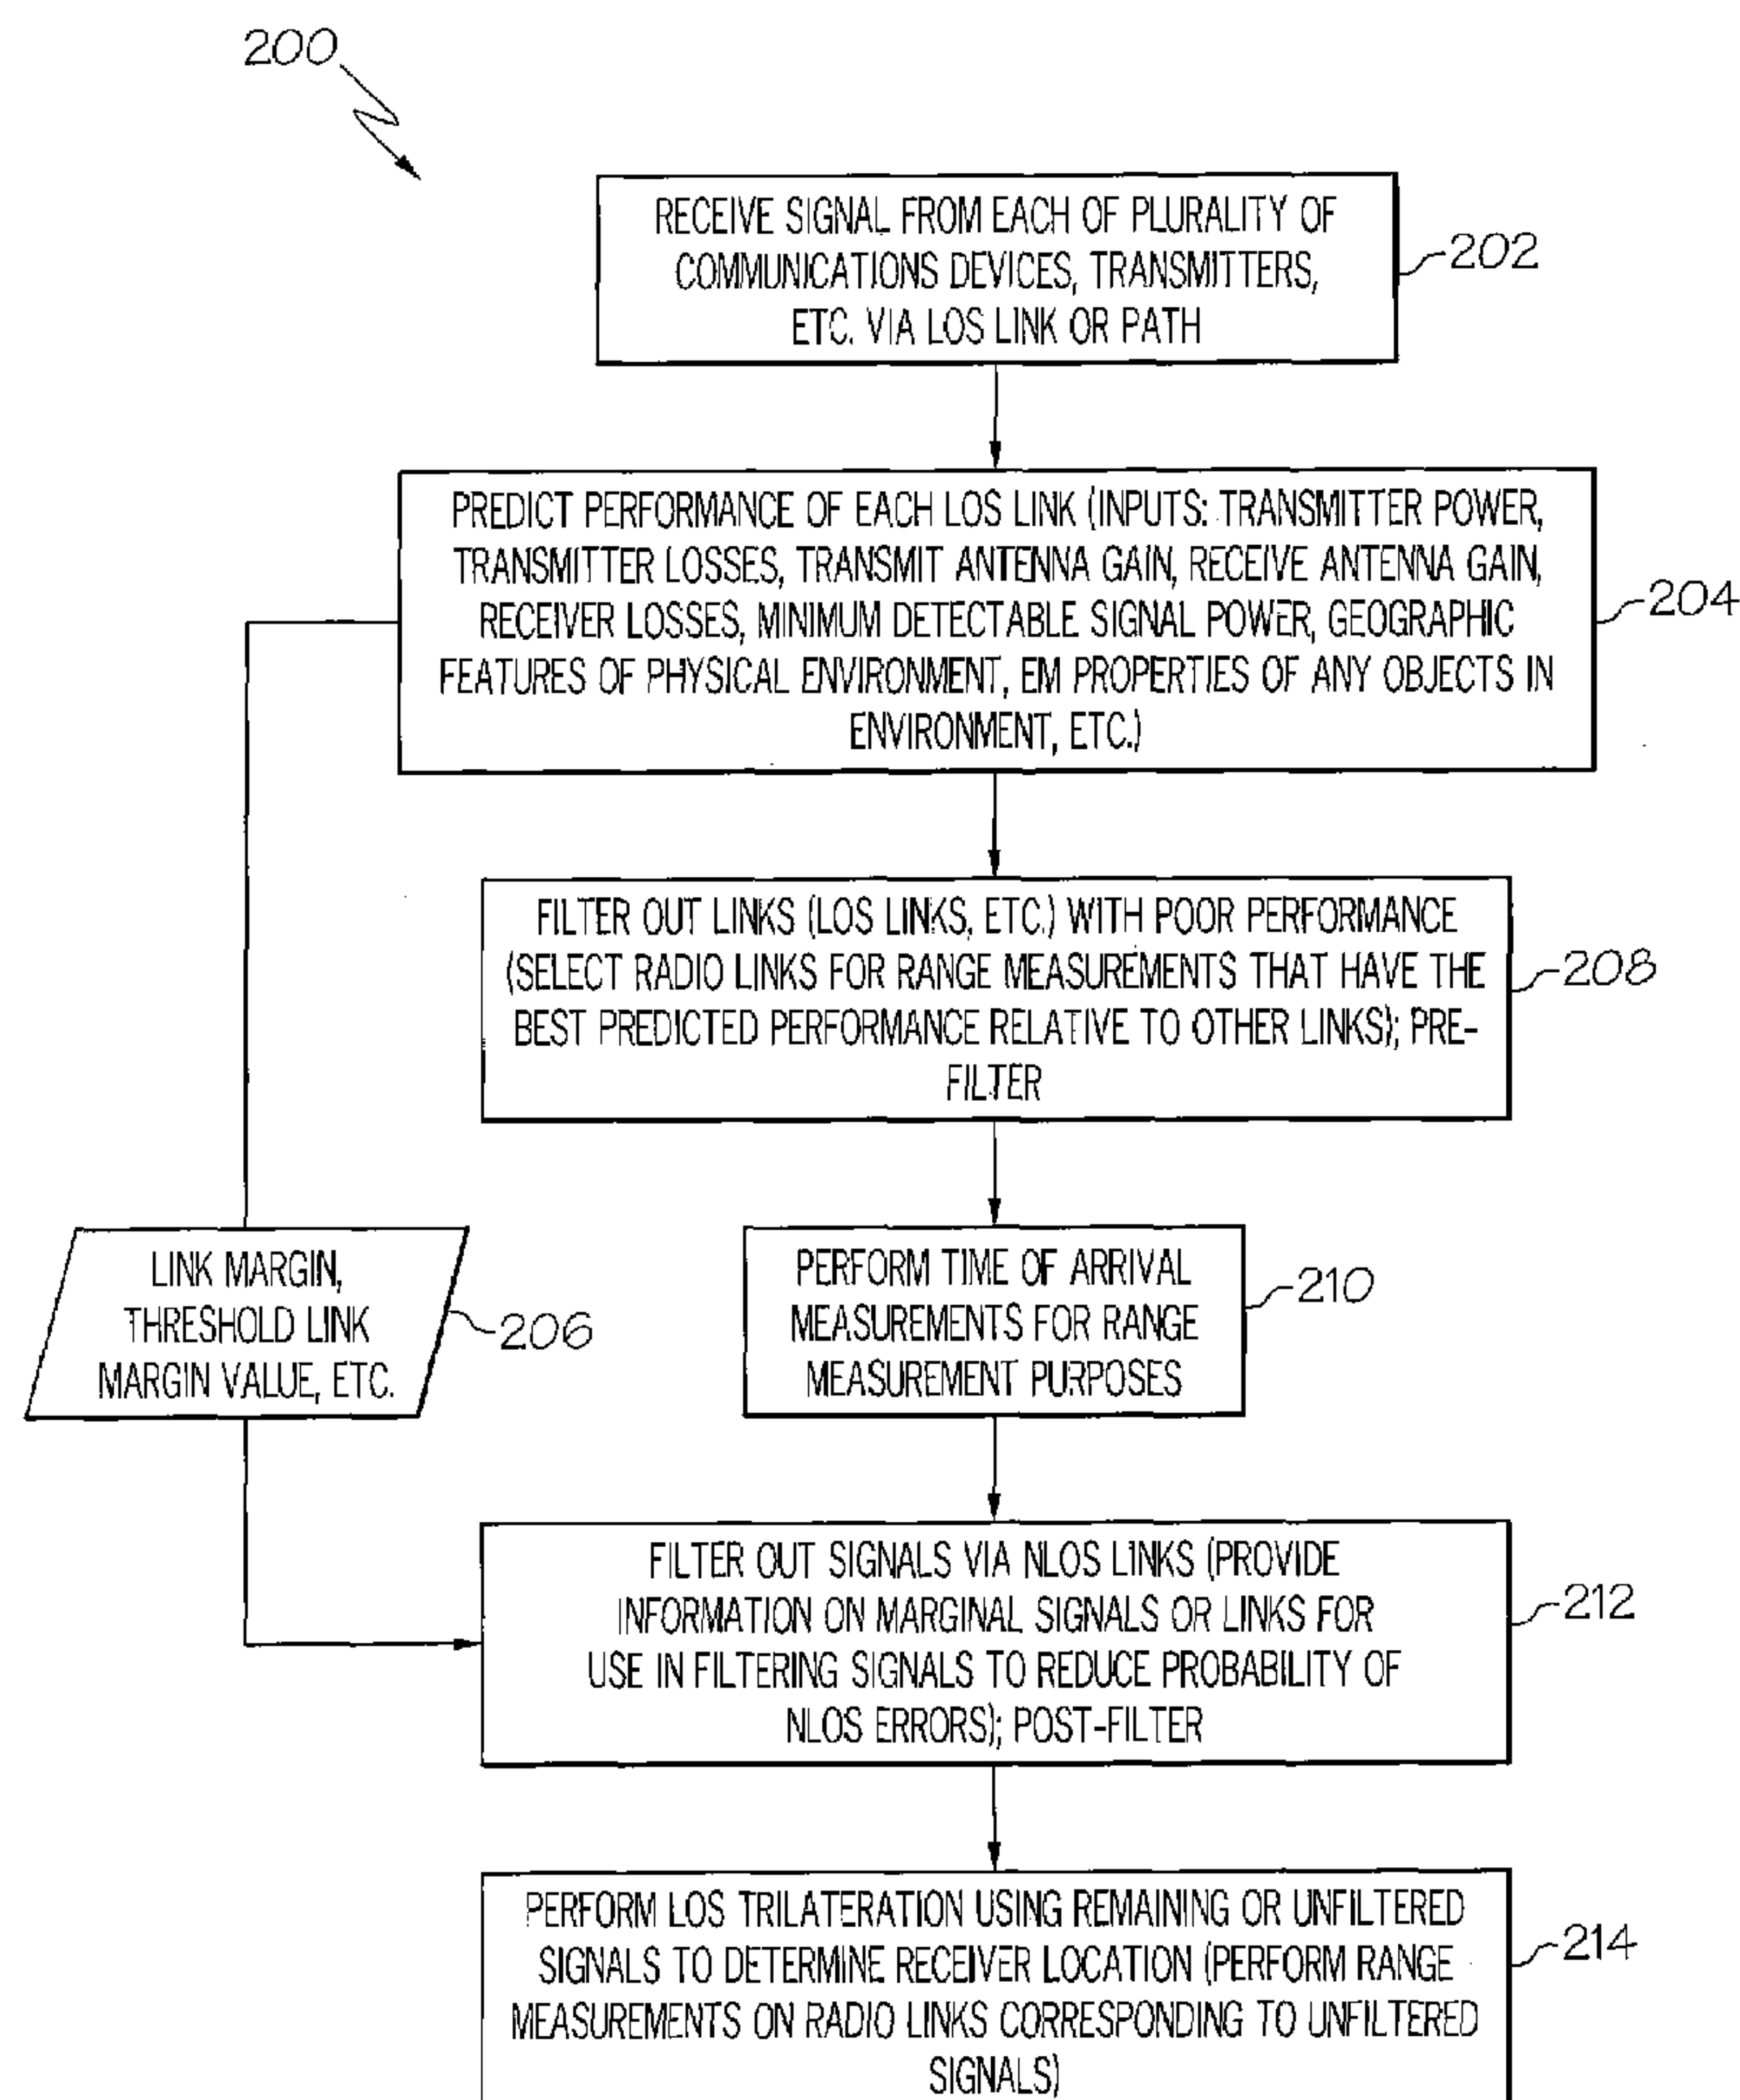 200
RECEIVE SIGNAL FROM EACH OF PLURALITY OF
COMMUNICATIONS DEVICES, TRANSMITTERS,
ETC. VIA LOS LINK OR PATH
202
PREDICT PERFORMANCE OF EACH LOS LINK (INPUTS: TRANSMITTER POWER,
TRANSMITTER LOSSES, TRANSMIT ANTENNA GAIN, RECEIVE ANTENNA GAIN,
RECEIVER LOSSES, MINIMUM DETECTABLE SIGNAL POWER, GEOGRAPHIC
FEATURES OF PHYSICAL ENVIRONMENT, EM PROPERTIES OF ANY OBJECTS IN
ENVIRONMENT, ETC.)
204
FILTER OUT LINKS (LOS LINKS, ETC.) WITH POOR PERFORMANCE
(SELECT RADIO LINKS FOR RANGE MEASUREMENTS THAT HAVE THE
BEST PREDICTED PERFORMANCE RELATIVE TO OTHER LINKS); PRE-
FILTER
208
LINK MARGIN,
THRESHOLD LINK
MARGIN VALUE, ETC.
206
PERFORM TIME OF ARRIVAL
MEASUREMENTS FOR RANGE
MEASUREMENT PURPOSES
210
FILTER OUT SIGNALS VIA NLOS LINKS (PROVIDE
INFORMATION ON MARGINAL SIGNALS OR LINKS FOR
USE IN FILTERING SIGNALS TO REDUCE PROBABILITY OF
NLOS ERRORS); POST-FILTER
212
PERFORM LOS TRILATERATION USING REMAINING OR UNFILTERED
SIGNALS TO DETERMINE RECEIVER LOCATION (PERFORM RANGE
MEASUREMENTS ON RADIO LINKS CORRESPONDING TO UNFILTERED
SIGNALS)
214